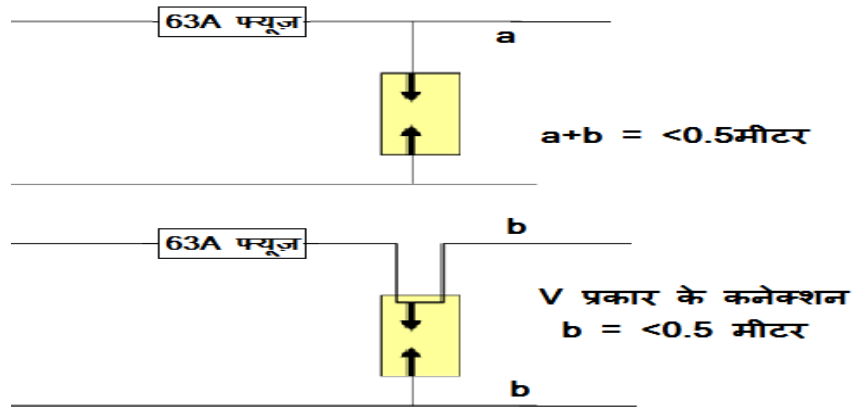 63A फ्यूज़
a
a+b = <0.5मीटर
63A फ्यूज़
b
V प्रकार के कनेक्शन
b = <0.5 मीटर
b